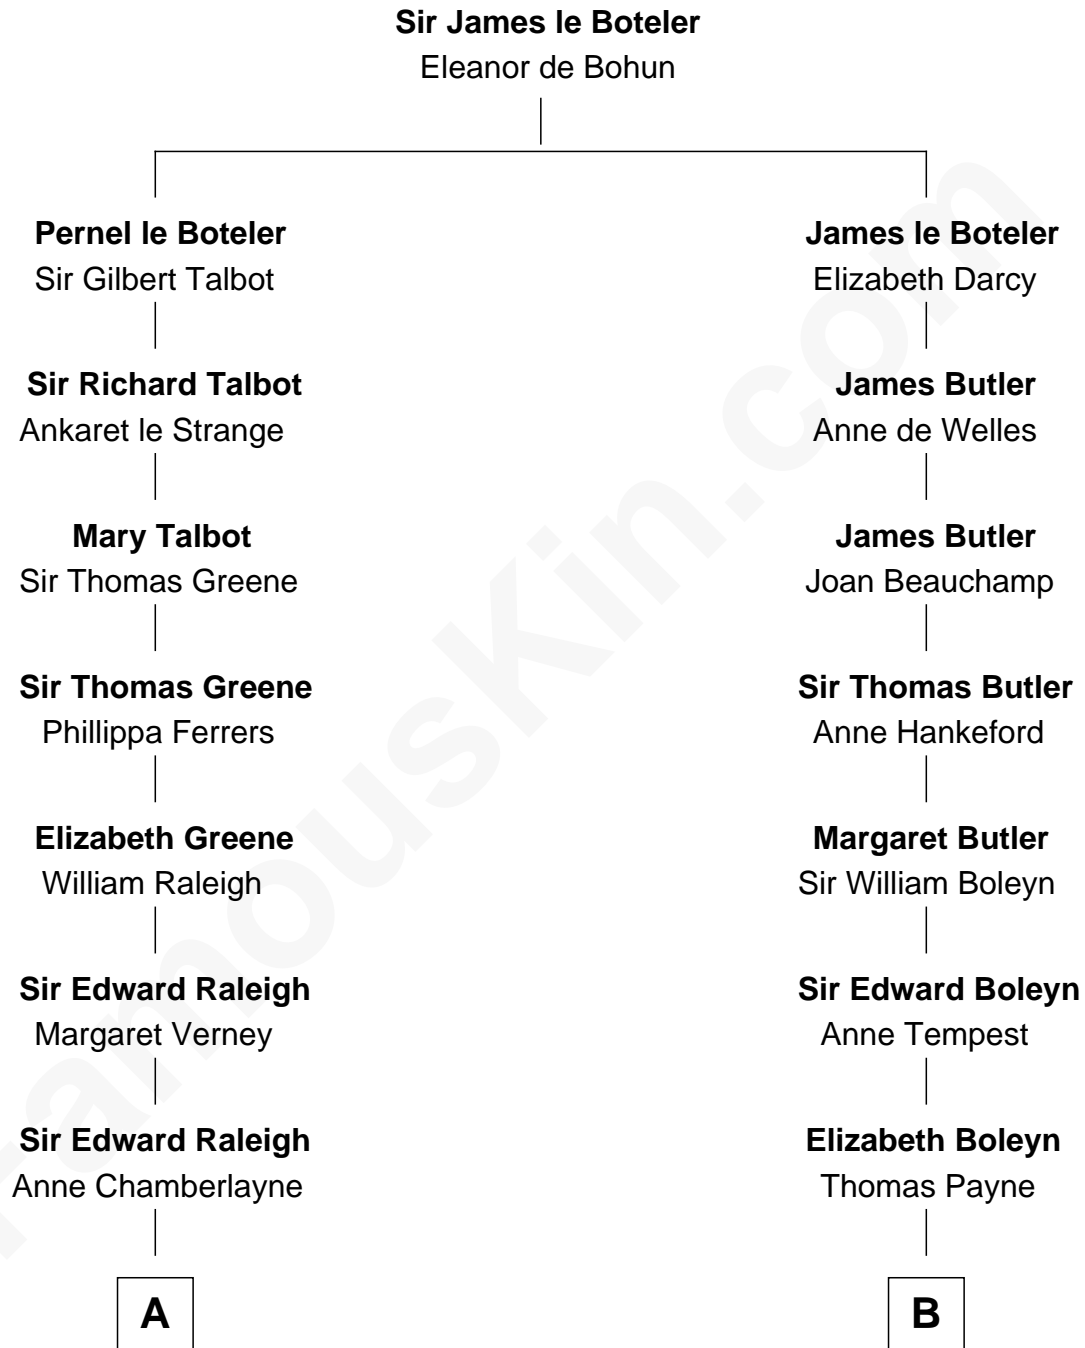 Sir James le Boteler
Eleanor de Bohun
Pernel le Boteler
Sir Gilbert Talbot
James le Boteler
Elizabeth Darcy
Sir Richard Talbot
Ankaret le Strange
James Butler
Anne de Welles
Mary Talbot
Sir Thomas Greene
James Butler
Joan Beauchamp
Sir Thomas Greene
Phillippa Ferrers
Sir Thomas Butler
Anne Hankeford
Elizabeth Greene
William Raleigh
Margaret Butler
Sir William Boleyn
Sir Edward Raleigh
Margaret Verney
Sir Edward Boleyn
Anne Tempest
Sir Edward Raleigh
Anne Chamberlayne
Elizabeth Boleyn
Thomas Payne
A
B
FamousKin.com